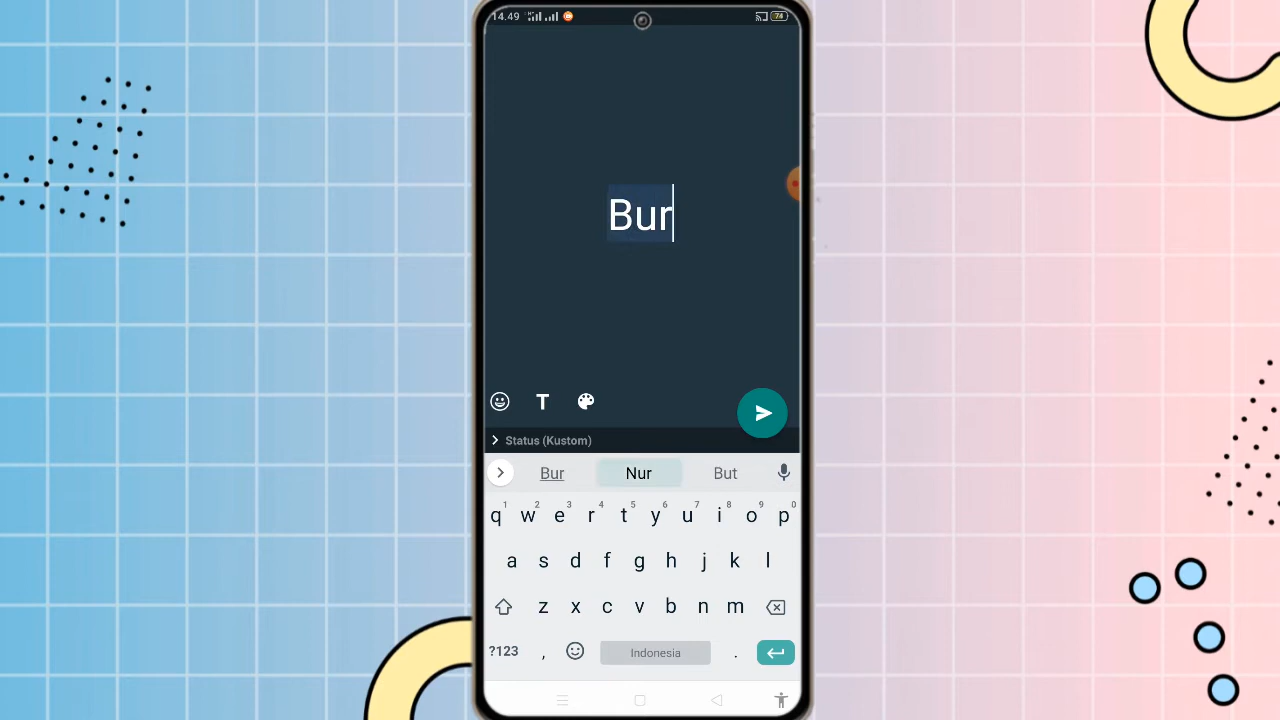 14.49
74
Bur
T
Status (Kustom)
Bur Nur But
1 2 3 4 5 6 7 8 9 0
q w e r t y u i o p
a s d f g h j k l
z x c v b n m
?123 , Indonesia .